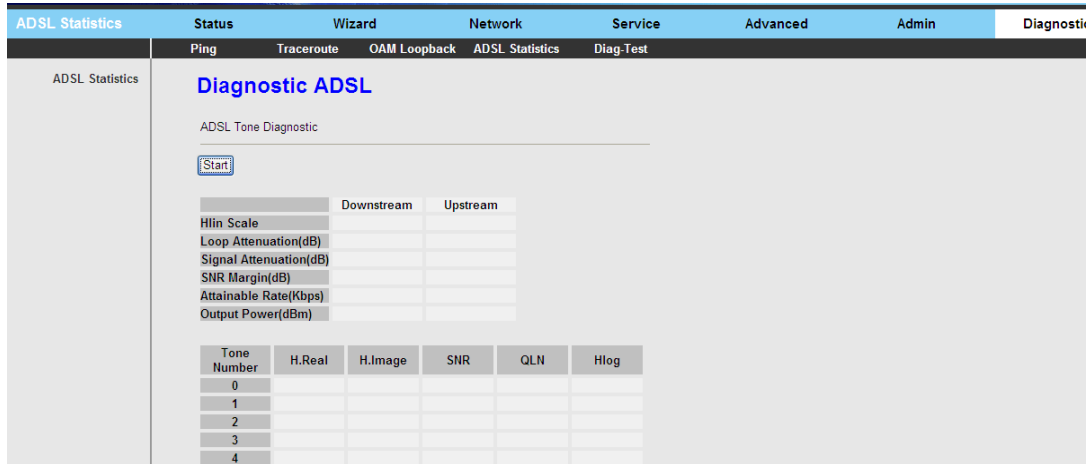 ADSL Statistics Status Wizard Network Service Advanced Admin Diagnostic
Ping Traceroute OAM Loopback ADSL Statistics Diag-Test
ADSL Statistics
Diagnostic ADSL
ADSL Tone Diagnostic
Start
Downstream Upstream
Hlin Scale
Loop Attenuation(dB)
Signal Attenuation(dB)
SNR Margin(dB)
Attainable Rate(Kbps)
Output Power(dBm)
Tone Number H.Real H.Image SNR QLN Hlog
0
1
2
3
4